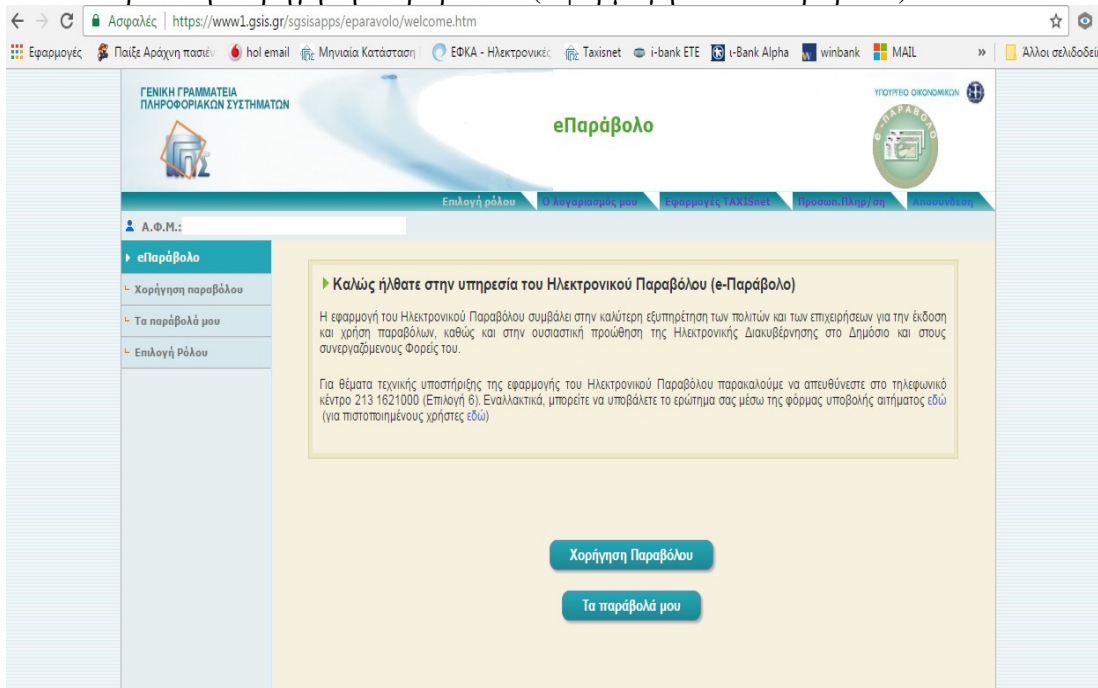 Ασφαλές | https://www1.gsis.gr/sgsisapps/eparavolo/welcome.htm
Εφαρμογές Παίξε Αράχνη πασιέν hol email Μηνιαία Κατάσταση ΕΦΚΑ - Ηλεκτρονικές Taxisnet i-bank ETE ι-Bank Alpha winbank MAIL » Άλλοι σελιδοδεί
ΓΕΝΙΚΗ ΓΡΑΜΜΑΤΕΙΑ
ΠΛΗΡΟΦΟΡΙΑΚΩΝ ΣΥΣΤΗΜΑΤΩΝ
ΥΠΟΥΡΓΕΙΟ ΟΙΚΟΝΟΜΙΚΩΝ
eΠαράβολο
e-ΠΑΡΑΒΟΛΟ
ΓΠΣ
Επιλογή ρόλου Ο λογαριασμός μου Εφαρμογές TAXISnet Προσωπ.Πληρ/ση Αποσύνδεση
Α.Φ.Μ.:
eΠαράβολο
Χορήγηση παραβόλου
Τα παράβολά μου
Επιλογή Ρόλου
Καλώς ήλθατε στην υπηρεσία του Ηλεκτρονικού Παραβόλου (e-Παράβολο)
Η εφαρμογή του Ηλεκτρονικού Παραβόλου συμβάλει στην καλύτερη εξυπηρέτηση των πολιτών και των επιχειρήσεων για την έκδοση
και χρήση παραβόλων, καθώς και στην ουσιαστική προώθηση της Ηλεκτρονικής Διακυβέρνησης στο Δημόσιο και στους
συνεργαζόμενους Φορείς του.
Για θέματα τεχνικής υποστήριξης της εφαρμογής του Ηλεκτρονικού Παραβόλου παρακαλούμε να απευθύνεστε στο τηλεφωνικό
κέντρο 213 1621000 (Επιλογή 6). Εναλλακτικά, μπορείτε να υποβάλετε το ερώτημα σας μέσω της φόρμας υποβολής αιτήματος εδώ
(για πιστοποιημένους χρήστες εδώ)
Χορήγηση Παραβόλου
Τα παράβολά μου